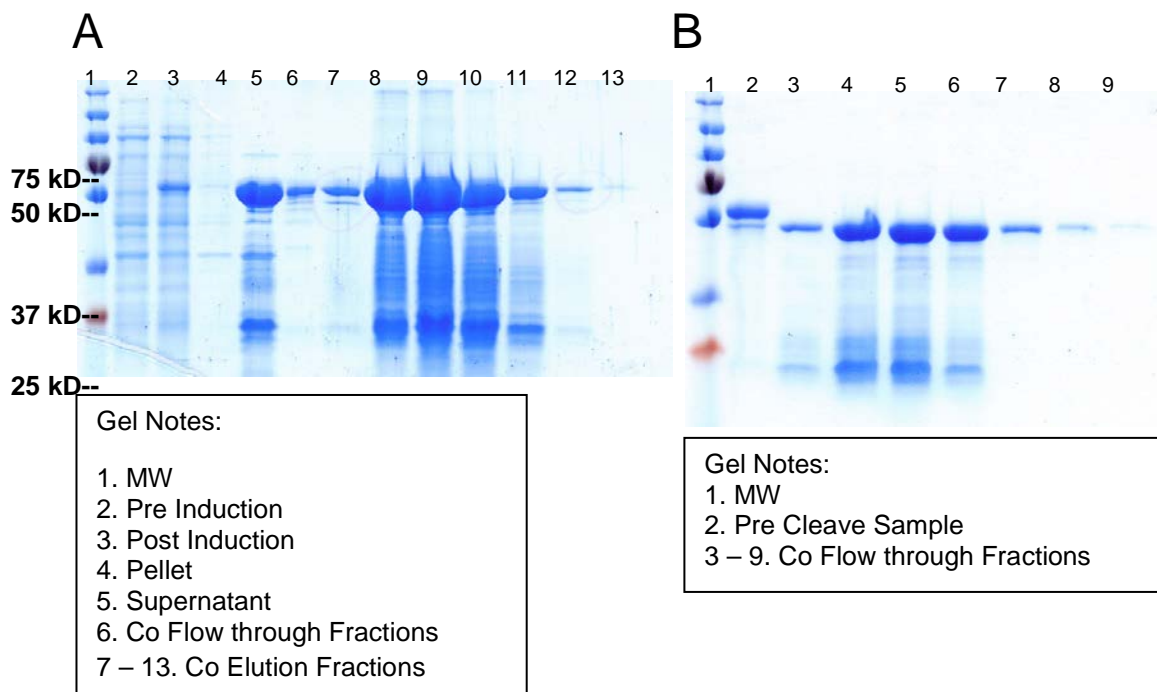 A
B
1 2 3 4 5 6 7 8 9 10 11 12 13
1 2 3 4 5 6 7 8 9
75 kD--
50 kD--
37 kD--
25 kD--
Gel Notes:
1. MW
2. Pre Induction
3. Post Induction
4. Pellet
5. Supernatant
6. Co Flow through Fractions
7 – 13. Co Elution Fractions
Gel Notes:
1. MW
2. Pre Cleave Sample
3 – 9. Co Flow through Fractions